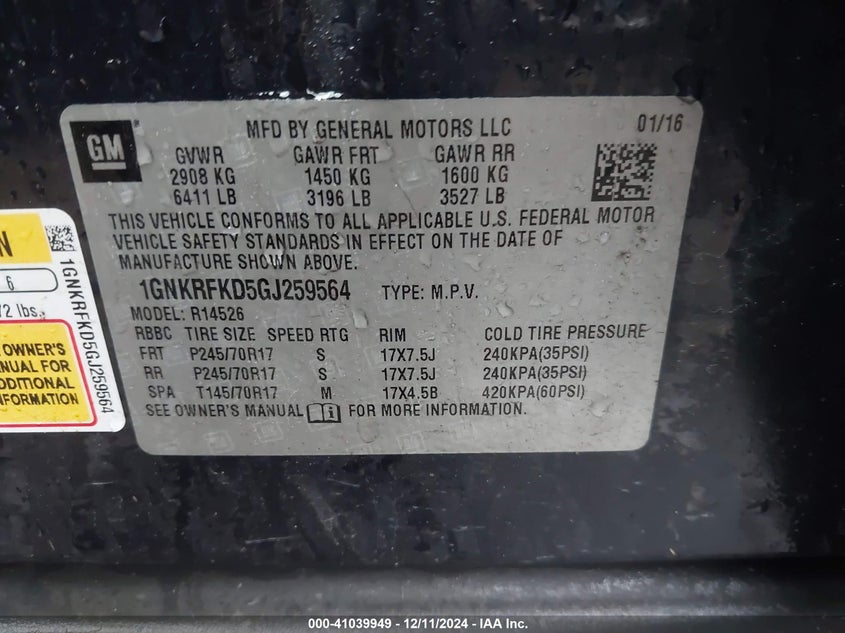 GM
MFD BY GENERAL MOTORS LLC 01/16
GVWR GAWR FRT GAWR RR
2908 KG 1450 KG 1600 KG
6411 LB 3196 LB 3527 LB
THIS VEHICLE CONFORMS TO ALL APPLICABLE U.S. FEDERAL MOTOR
VEHICLE SAFETY STANDARDS IN EFFECT ON THE DATE OF
MANUFACTURE SHOWN ABOVE.
1GNKRFKD5GJ259564 TYPE: M.P.V.
MODEL: R14526
RBBC TIRE SIZE SPEED RTG RIM COLD TIRE PRESSURE
FRT P245/70R17 S 17X7.5J 240KPA(35PSI)
RR P245/70R17 S 17X7.5J 240KPA(35PSI)
SPA T145/70R17 M 17X4.5B 420KPA(60PSI)
SEE OWNER'S MANUAL FOR MORE INFORMATION.
6
lbs.
OWNER'S
FOR
INFORMATION
1GNKRFKD5GJ259564
000-41039949 - 12/11/2024 - IAA Inc.